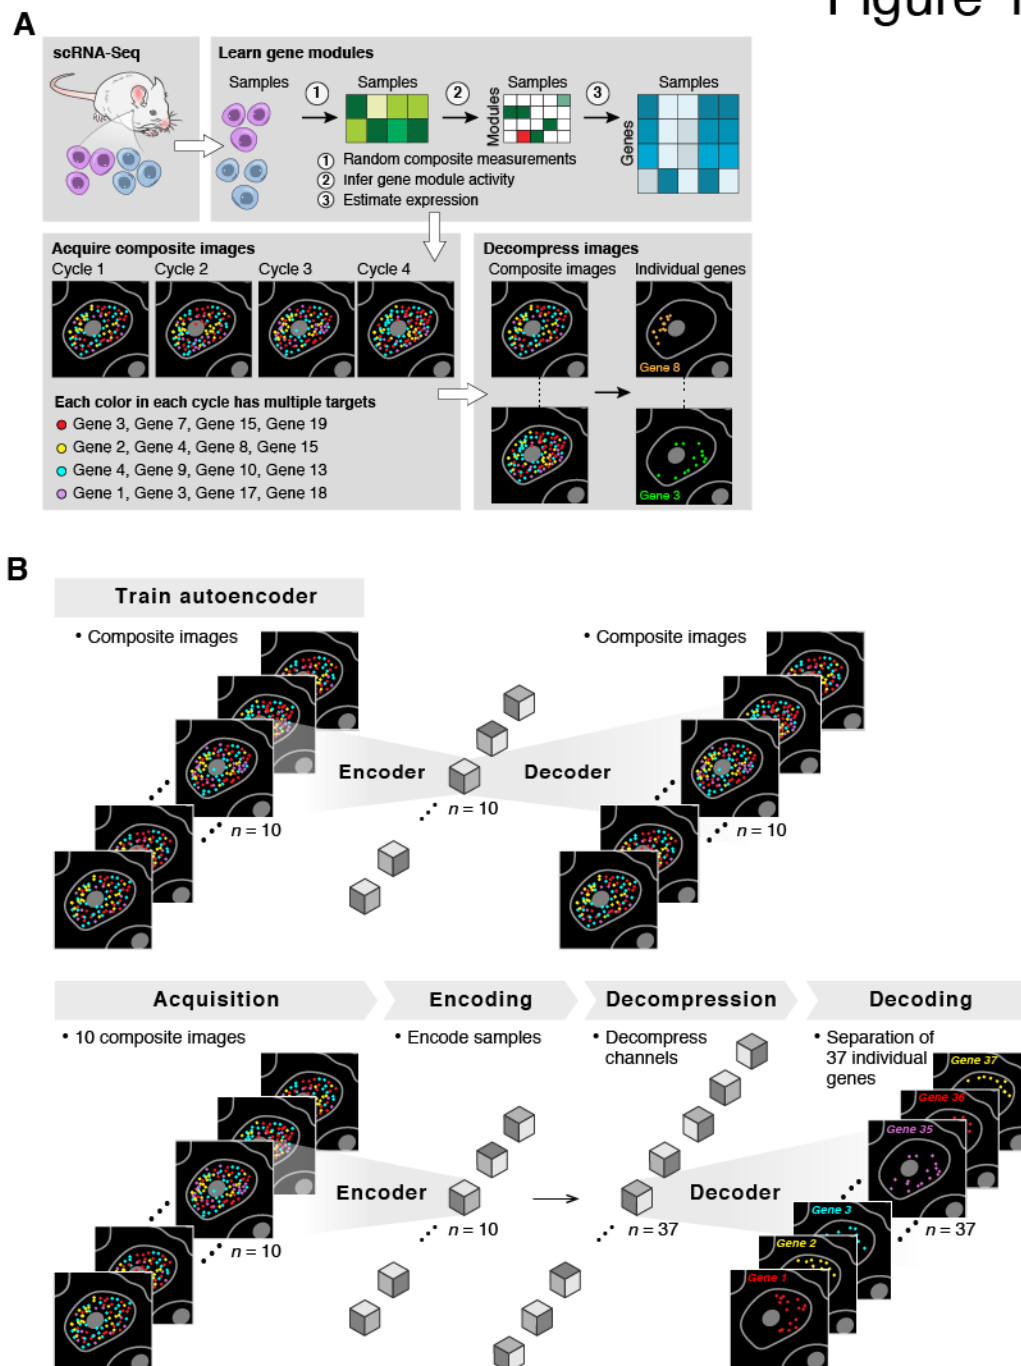 Figure 1
A
scRNA-Seq
Learn gene modules
Samples
1
Samples
2
Samples
3
Samples
Modules
Genes
1 Random composite measurements
2 Infer gene module activity
3 Estimate expression
Acquire composite images
Cycle 1
Cycle 2
Cycle 3
Cycle 4
Each color in each cycle has multiple targets
Gene 3, Gene 7, Gene 15, Gene 19
Gene 2, Gene 4, Gene 8, Gene 15
Gene 4, Gene 9, Gene 10, Gene 13
Gene 1, Gene 3, Gene 17, Gene 18
Decompress images
Composite images
Individual genes
Gene 8
Gene 3
B
Train autoencoder
• Composite images
• Composite images
Encoder
Decoder
n = 10
n = 10
n = 10
Acquisition
Encoding
Decompression
Decoding
• 10 composite images
• Encode samples
• Decompress
channels
• Separation of
37 individual
genes
Gene 37
Gene 36
Gene 35
Encoder
Decoder
n = 10
n = 10
n = 37
n = 37
Gene 3
Gene 2
Gene 1